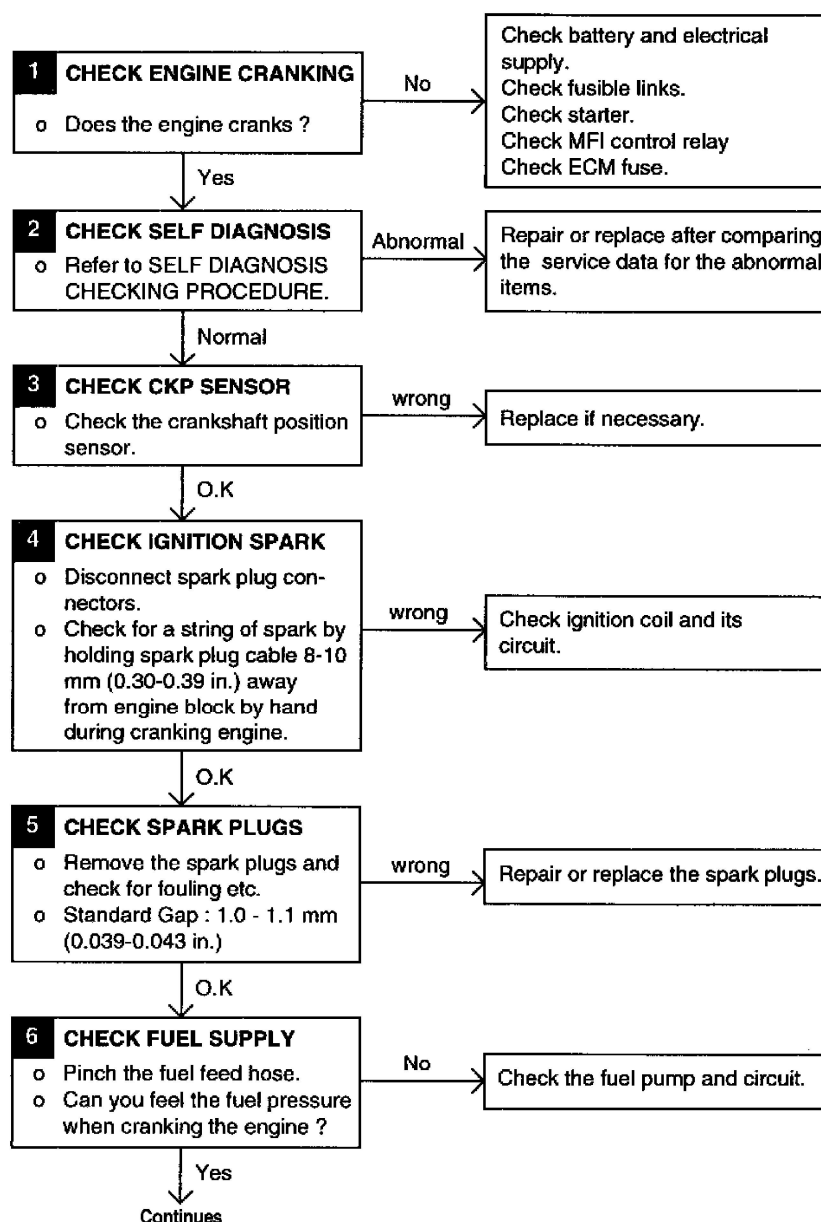 1 CHECK ENGINE CRANKING
o Does the engine cranks ?
No
Check battery and electrical
supply.
Check fusible links.
Check starter.
Check MFI control relay
Check ECM fuse.
Yes
2 CHECK SELF DIAGNOSIS
o Refer to SELF DIAGNOSIS
CHECKING PROCEDURE.
Abnormal
Repair or replace after comparing
the service data for the abnormal
items.
Normal
3 CHECK CKP SENSOR
o Check the crankshaft position
sensor.
wrong
Replace if necessary.
O.K
4 CHECK IGNITION SPARK
o Disconnect spark plug con-
nectors.
o Check for a string of spark by
holding spark plug cable 8-10
mm (0.30-0.39 in.) away
from engine block by hand
during cranking engine.
wrong
Check ignition coil and its
circuit.
O.K
5 CHECK SPARK PLUGS
o Remove the spark plugs and
check for fouling etc.
o Standard Gap : 1.0 - 1.1 mm
(0.039-0.043 in.)
wrong
Repair or replace the spark plugs.
O.K
6 CHECK FUEL SUPPLY
o Pinch the fuel feed hose.
o Can you feel the fuel pressure
when cranking the engine ?
No
Check the fuel pump and circuit.
Yes
Continues